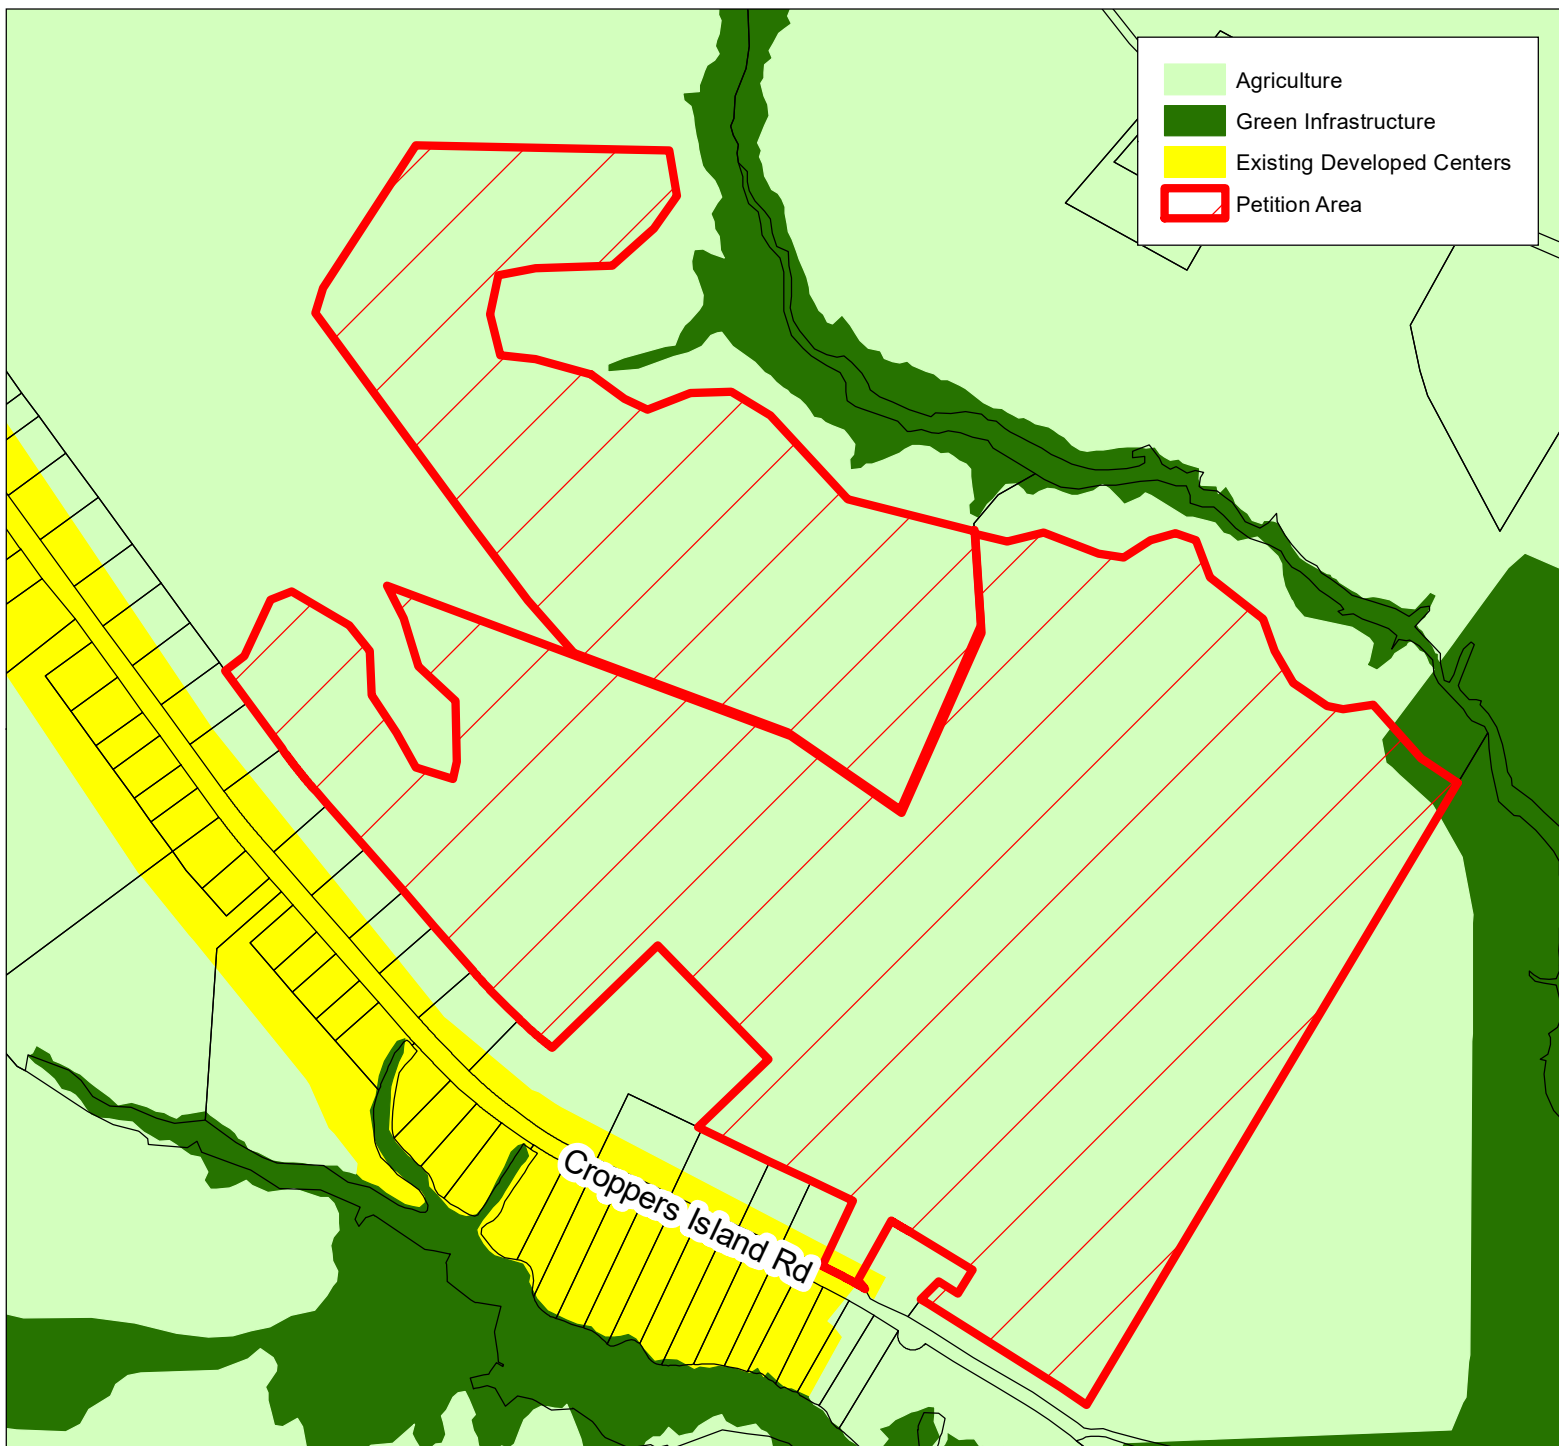 Agriculture
Green Infrastructure
Existing Developed Centers
Petition Area
Croppers Island Rd